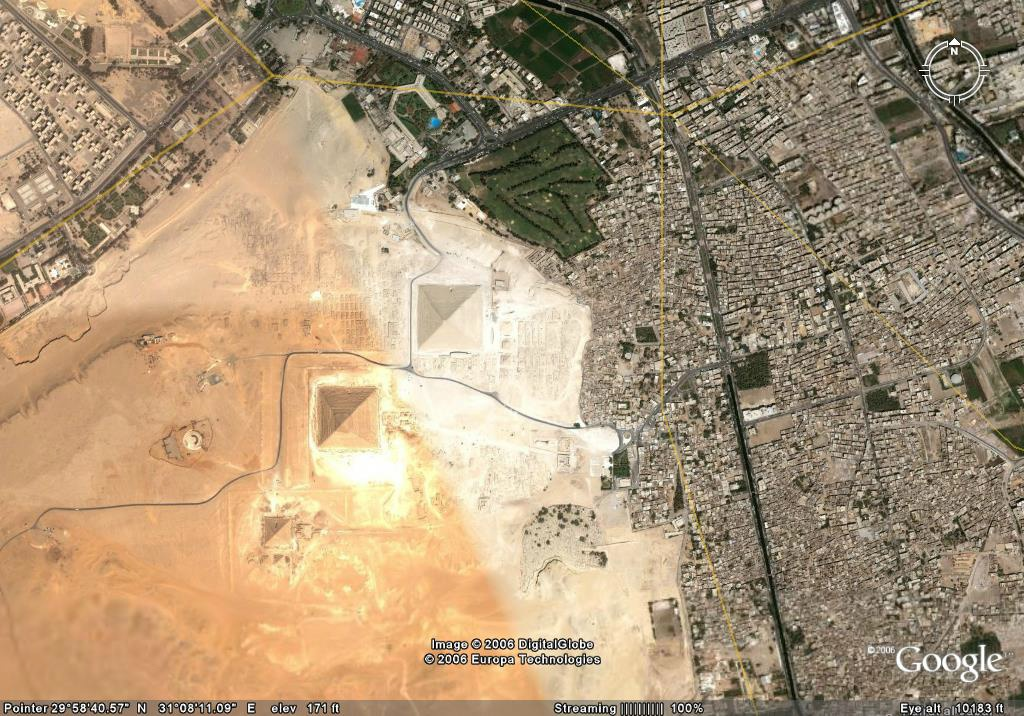 N
Image © 2006 DigitalGlobe
© 2006 Europa Technologies
©2006 Google™
Pointer 29°58'40.57" N 31°08'11.09" E elev 171 ft Streaming |||||||||| 100% Eye alt 10183 ft